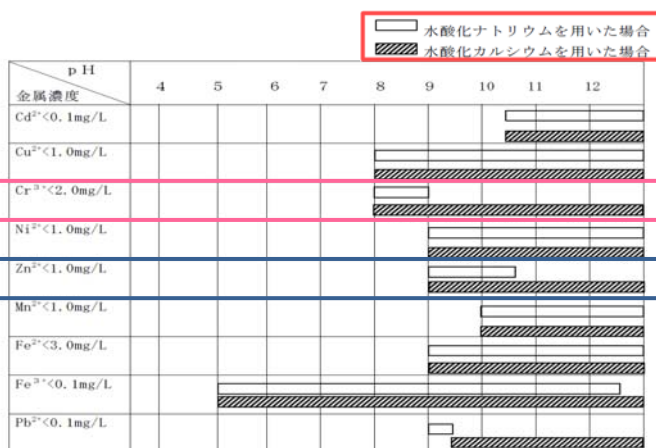 水酸化ナトリウムを用いた場合
水酸化カルシウムを用いた場合
pH
金属濃度
4 5 6 7 8 9 10 11 12
Cd²⁺<0.1mg/L
Cu²⁺<1.0mg/L
Cr³⁺<2.0mg/L
Ni²⁺<1.0mg/L
Zn²⁺<1.0mg/L
Mn²⁺<1.0mg/L
Fe²⁺<3.0mg/L
Fe³⁺<0.1mg/L
Pb²⁺<0.1mg/L